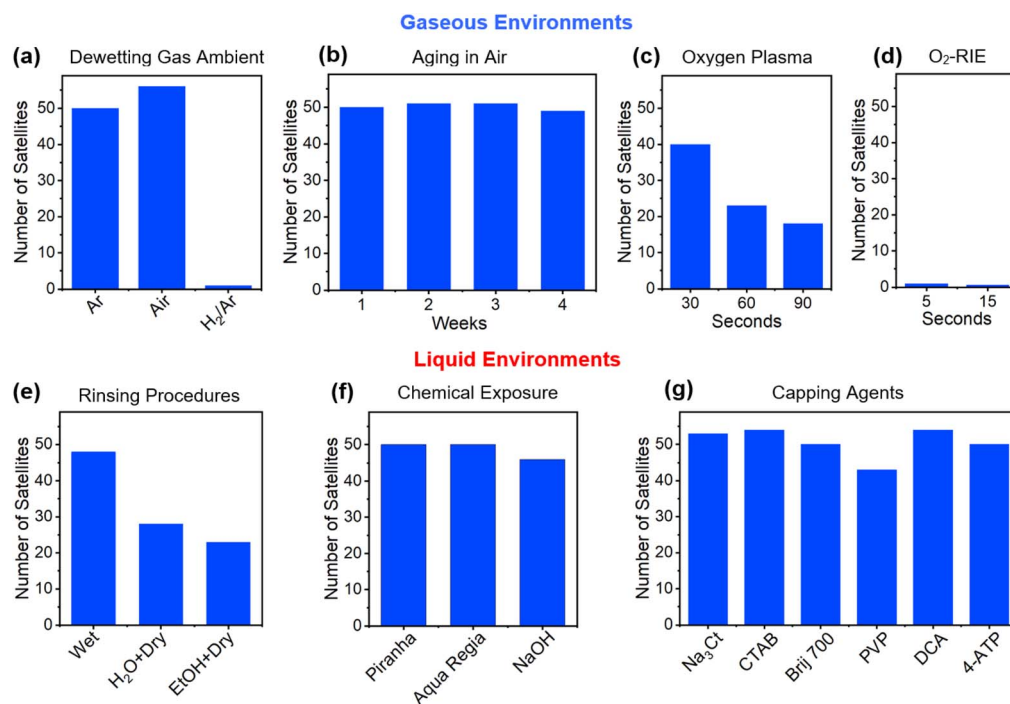 Gaseous Environments
(a)
Dewetting Gas Ambient
Number of Satellites
50
40
30
20
10
0
Ar
Air
H₂/Ar
(b)
Aging in Air
Number of Satellites
50
40
30
20
10
0
1 2 3 4
Weeks
(c)
Oxygen Plasma
Number of Satellites
50
40
30
20
10
0
30 60 90
Seconds
(d)
O₂-RIE
Number of Satellites
50
40
30
20
10
0
5 15
Seconds
Liquid Environments
(e)
Rinsing Procedures
Number of Satellites
50
40
30
20
10
0
Wet
H₂O+Dry
EtOH+Dry
(f)
Chemical Exposure
Number of Satellites
50
40
30
20
10
0
Piranha
Aqua Regia
NaOH
(g)
Capping Agents
Number of Satellites
50
40
30
20
10
0
Na₃Ct
CTAB
Brij 700
PVP
DCA
4-ATP